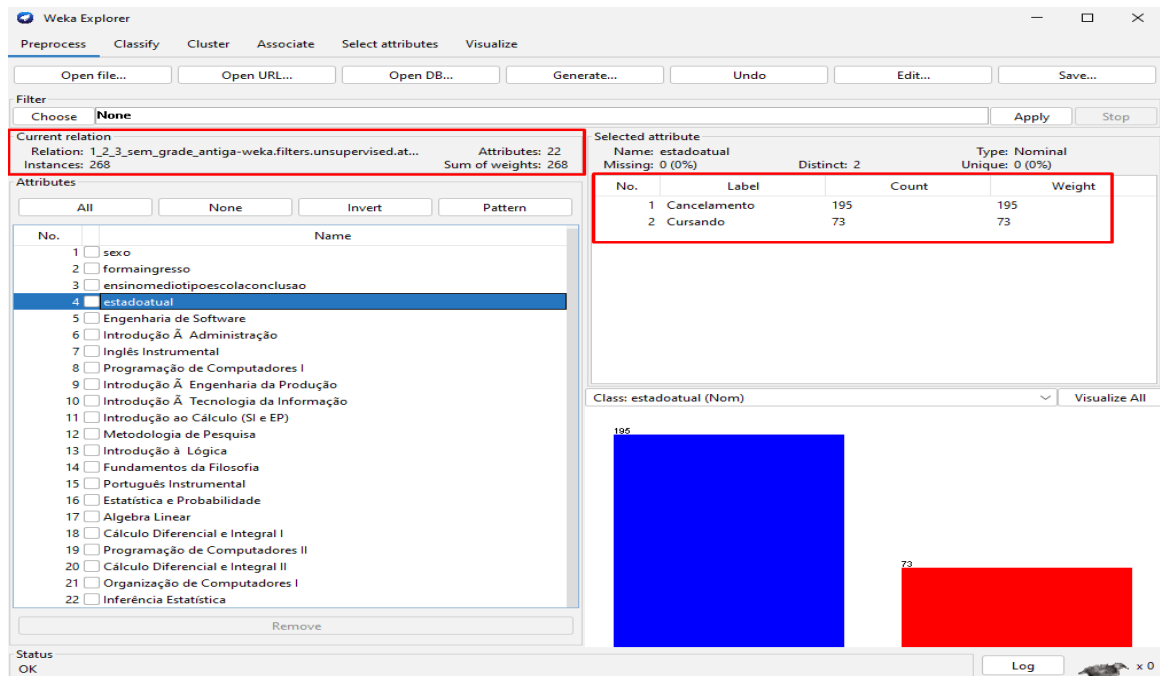 Weka Explorer
Preprocess Classify Cluster Associate Select attributes Visualize
Open file... Open URL... Open DB... Generate... Undo Edit... Save...
Filter
Choose None Apply Stop
Current relation
Relation: 1_2_3_sem_grade_antiga-weka.filters.unsupervised.at... Attributes: 22
Instances: 268 Sum of weights: 268
Attributes
All None Invert Pattern
No. Name
1 sexo
2 formaingresso
3 ensinomediotipoescolaconclusao
4 estadoatual
5 Engenharia de Software
6 Introdução Ã Administração
7 Inglês Instrumental
8 Programação de Computadores I
9 Introdução Ã Engenharia da Produção
10 Introdução Ã Tecnologia da Informação
11 Introdução ao Cálculo (SI e EP)
12 Metodologia de Pesquisa
13 Introdução à Lógica
14 Fundamentos da Filosofia
15 Português Instrumental
16 Estatística e Probabilidade
17 Algebra Linear
18 Cálculo Diferencial e Integral I
19 Programação de Computadores II
20 Cálculo Diferencial e Integral II
21 Organização de Computadores I
22 Inferência Estatística
Remove
Selected attribute
Name: estadoatual Type: Nominal
Missing: 0 (0%) Distinct: 2 Unique: 0 (0%)
No. Label Count Weight
1 Cancelamento 195 195
2 Cursando 73 73
Class: estadoatual (Nom) Visualize All
195
73
Status
OK Log x 0